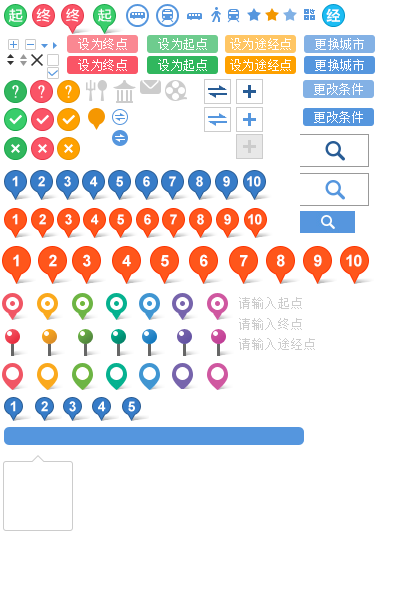 起 终 终 起 经
设为终点 设为起点 设为途经点 更换城市
设为终点 设为起点 设为途经点 更换城市
? ? ? 更改条件
更改条件
1 2 3 4 5 6 7 8 9 10
1 2 3 4 5 6 7 8 9 10
1 2 3 4 5 6 7 8 9 10
请输入起点
请输入终点
请输入途经点
1 2 3 4 5